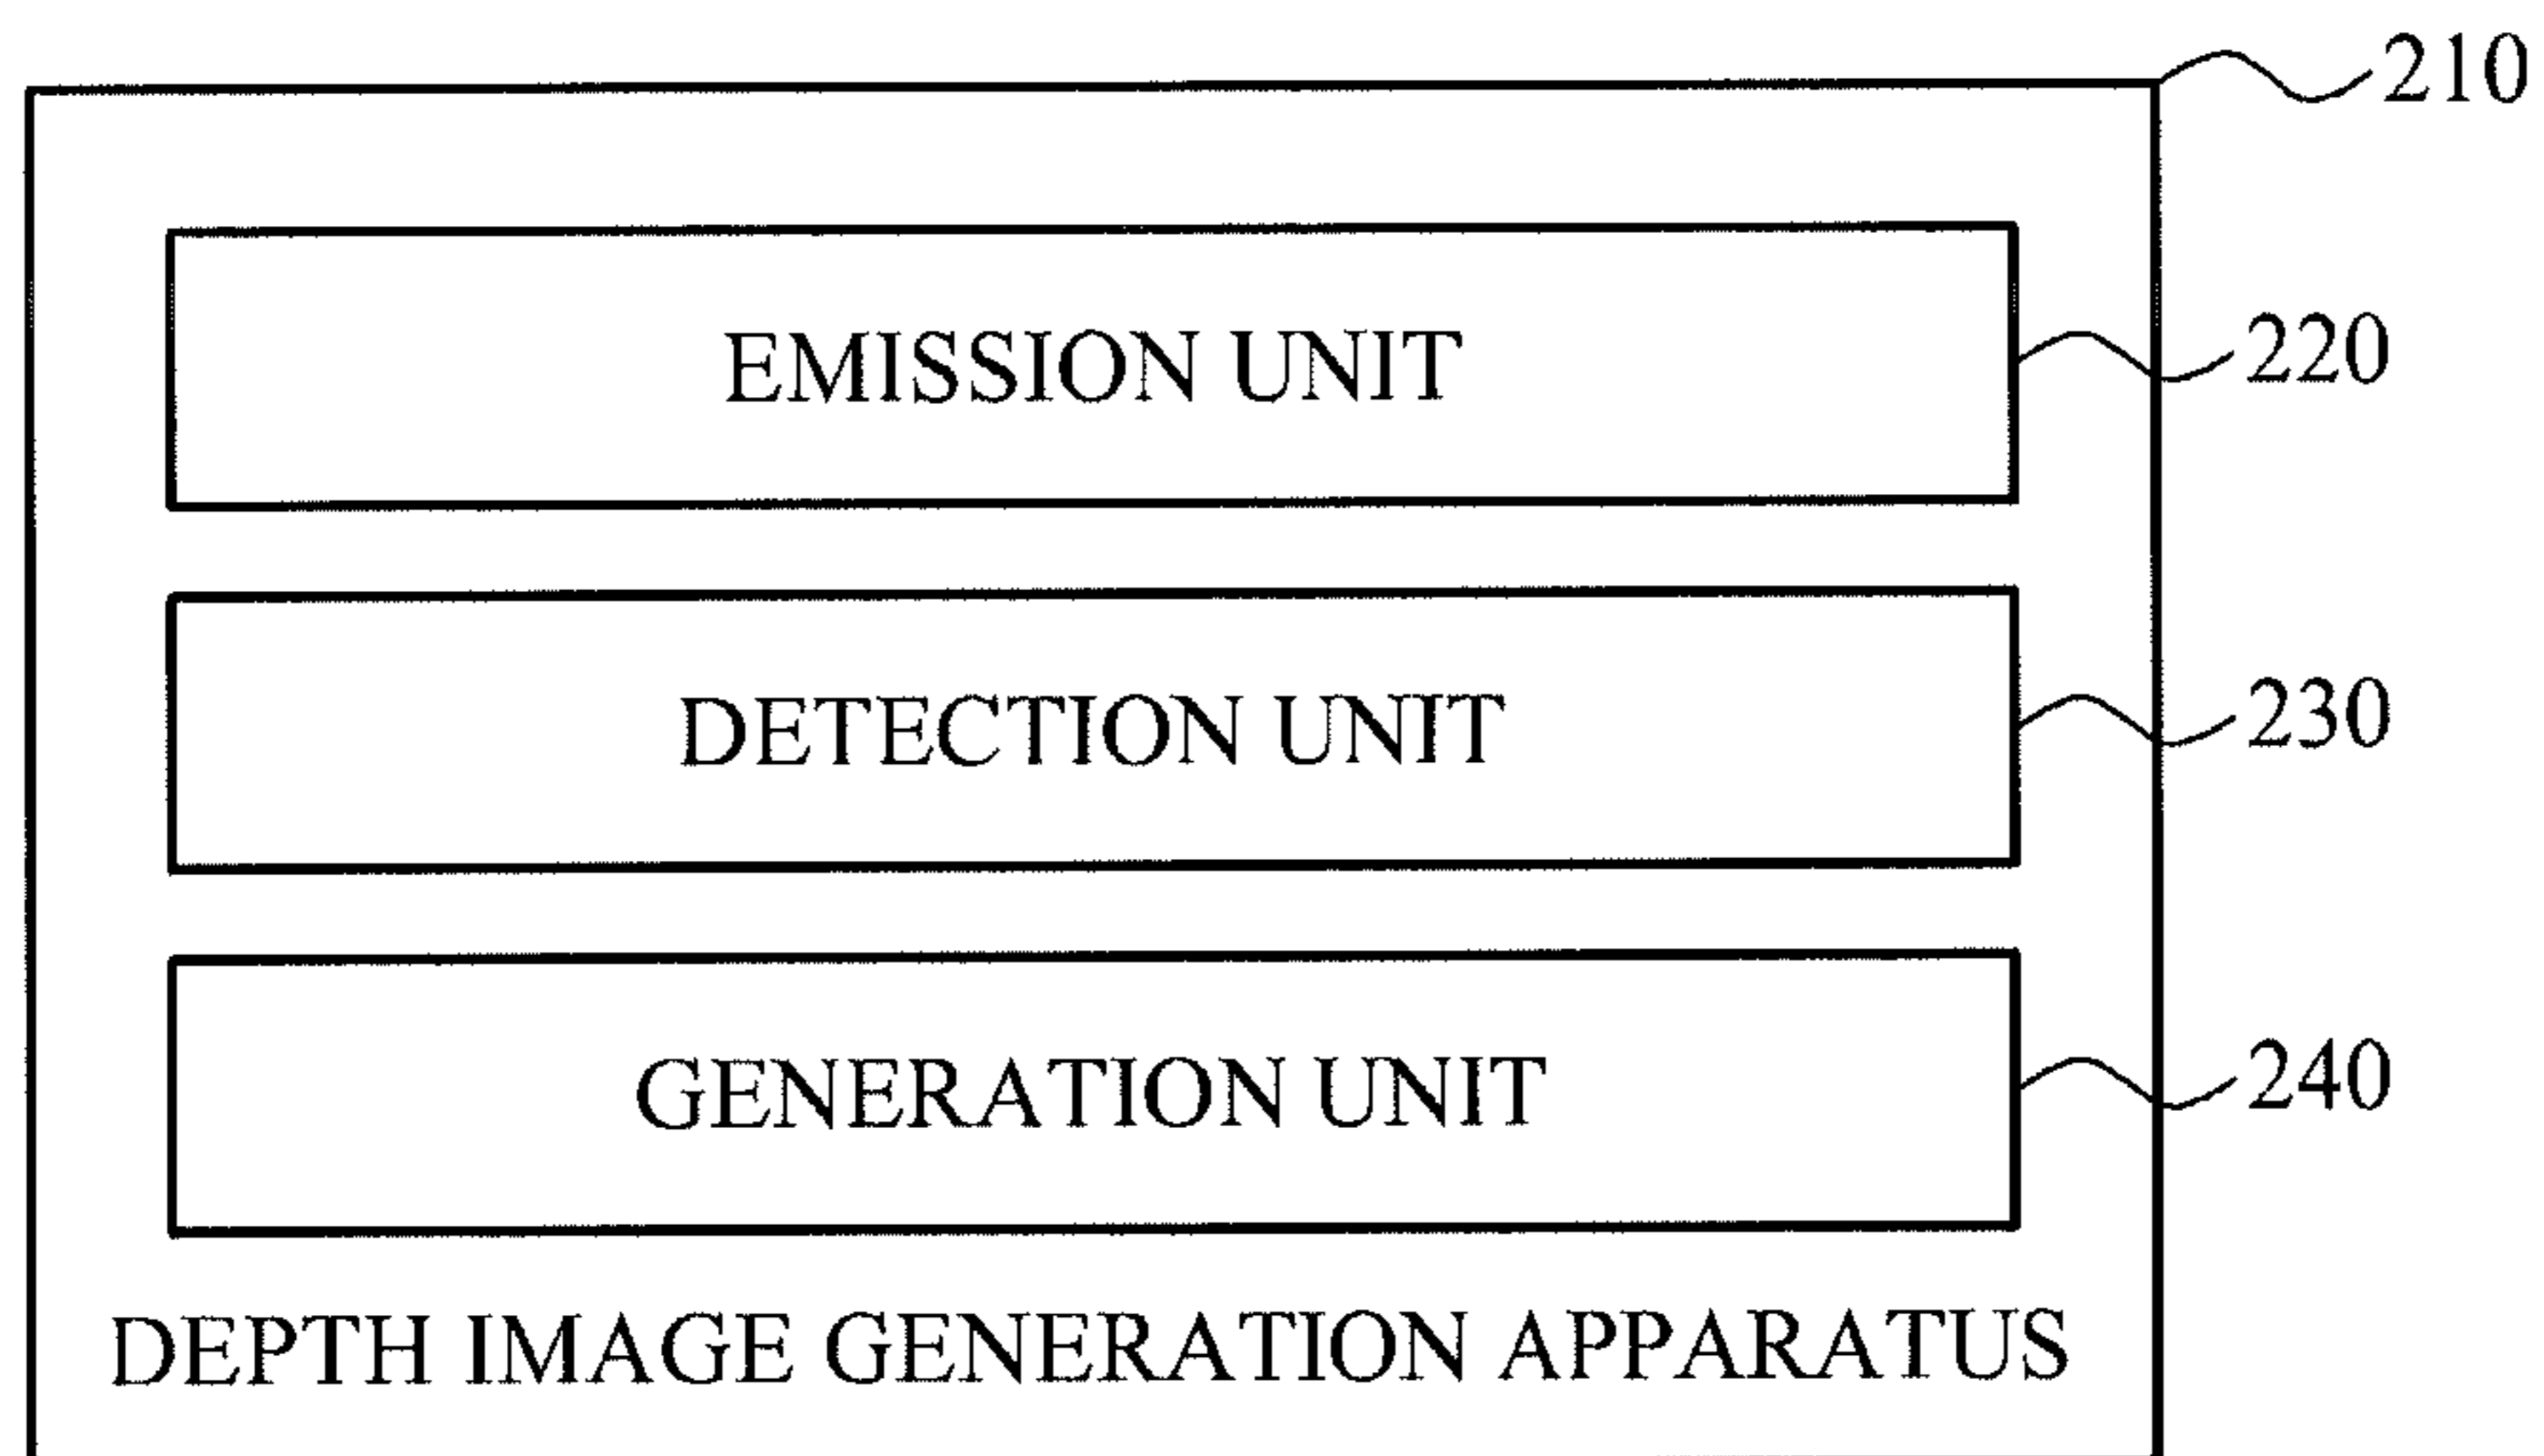 210
EMISSION UNIT 220
DETECTION UNIT 230
GENERATION UNIT 240
DEPTH IMAGE GENERATION APPARATUS